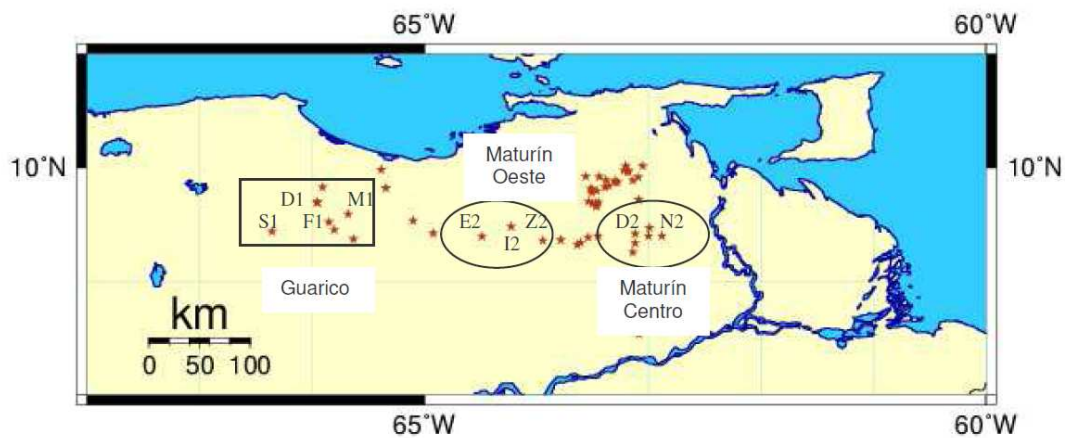 65°W
60°W
10°N
10°N
Maturín
Oeste
D1
M1
S1
F1
E2
Z2
I2
D2
N2
Guarico
Maturín
Centro
km
0 50 100
65°W
60°W